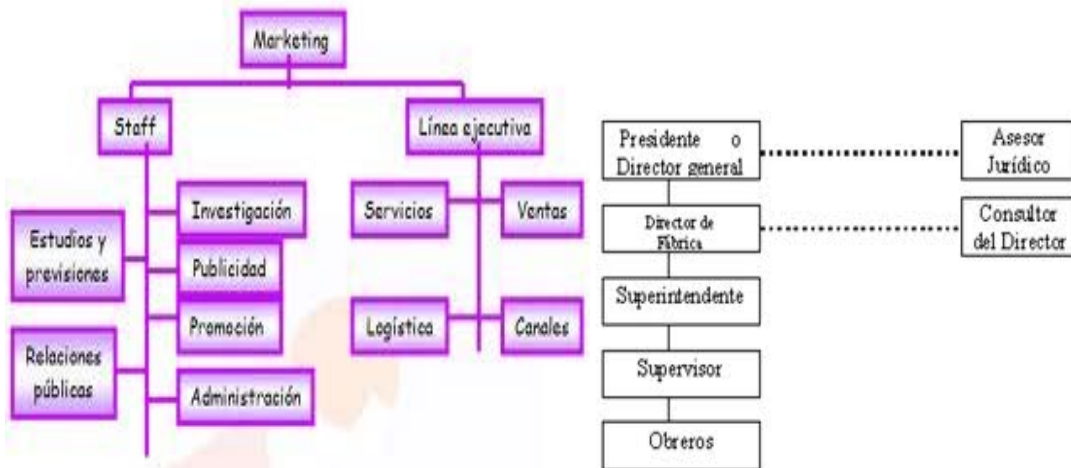 Marketing
Staff
Línea ejecutiva
Investigación
Estudios y
previsiones
Publicidad
Promoción
Relaciones
públicas
Administración
Servicios
Ventas
Logística
Canales
Presidente o
Director general
Asesor
Jurídico
Director de
Fábrica
Consultor
del Director
Superintendente
Supervisor
Obreros